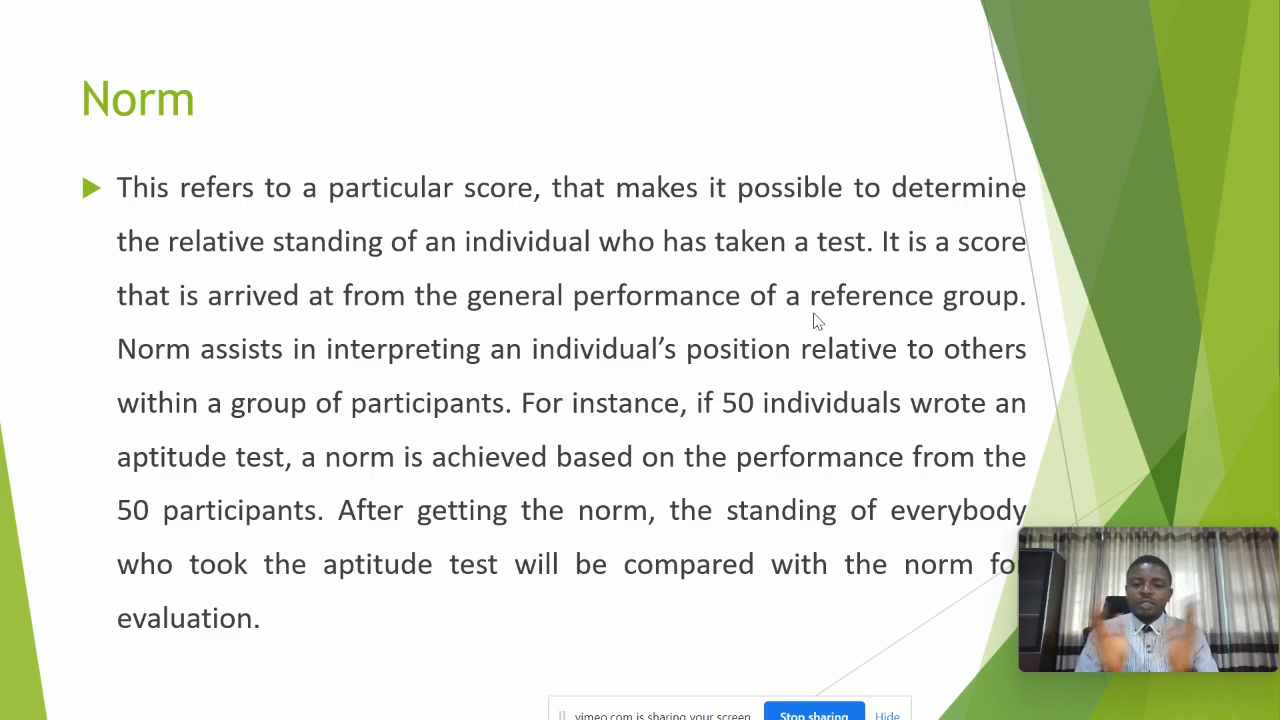 Norm
This refers to a particular score, that makes it possible to determine
the relative standing of an individual who has taken a test. It is a score
that is arrived at from the general performance of a reference group.
Norm assists in interpreting an individual’s position relative to others
within a group of participants. For instance, if 50 individuals wrote an
aptitude test, a norm is achieved based on the performance from the
50 participants. After getting the norm, the standing of everybody
who took the aptitude test will be compared with the norm fo
evaluation.
vimeo.com is sharing your screen. Stop sharing Hide